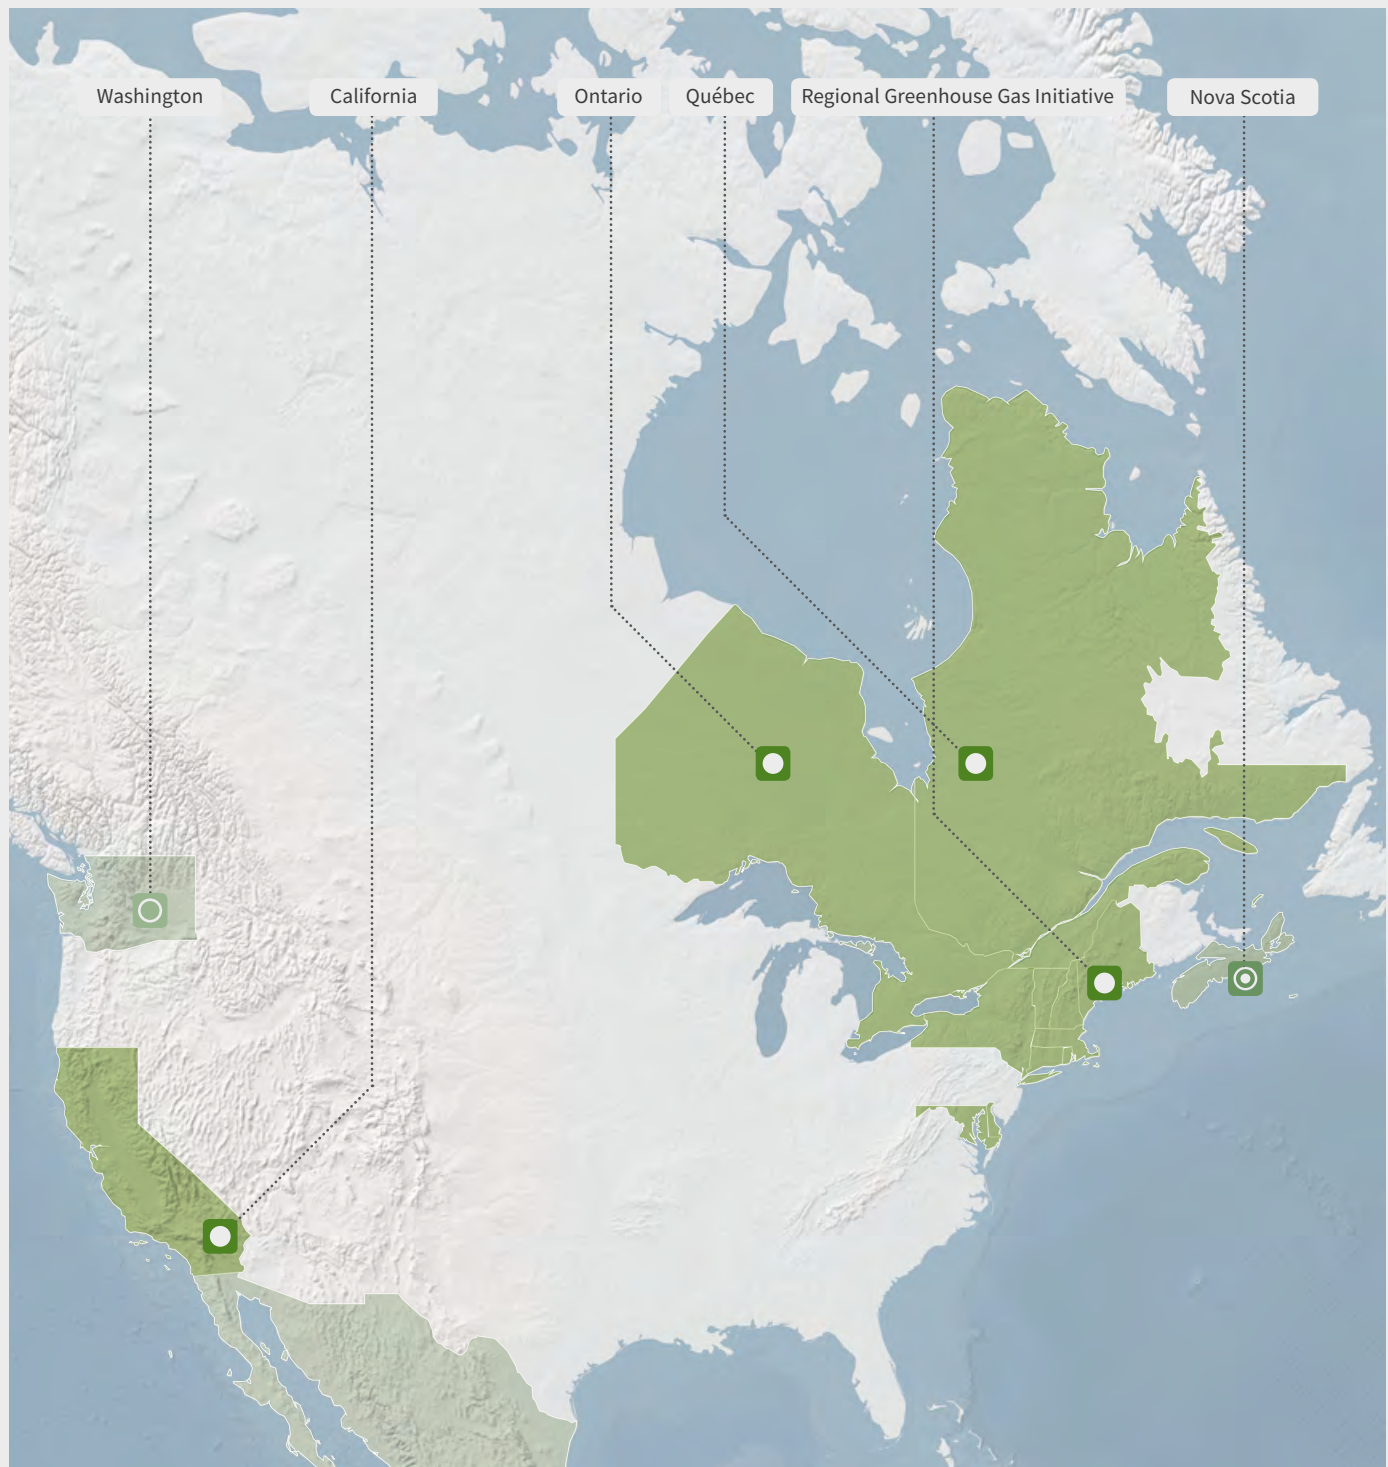 Washington
California
Ontario
Québec
Regional Greenhouse Gas Initiative
Nova Scotia